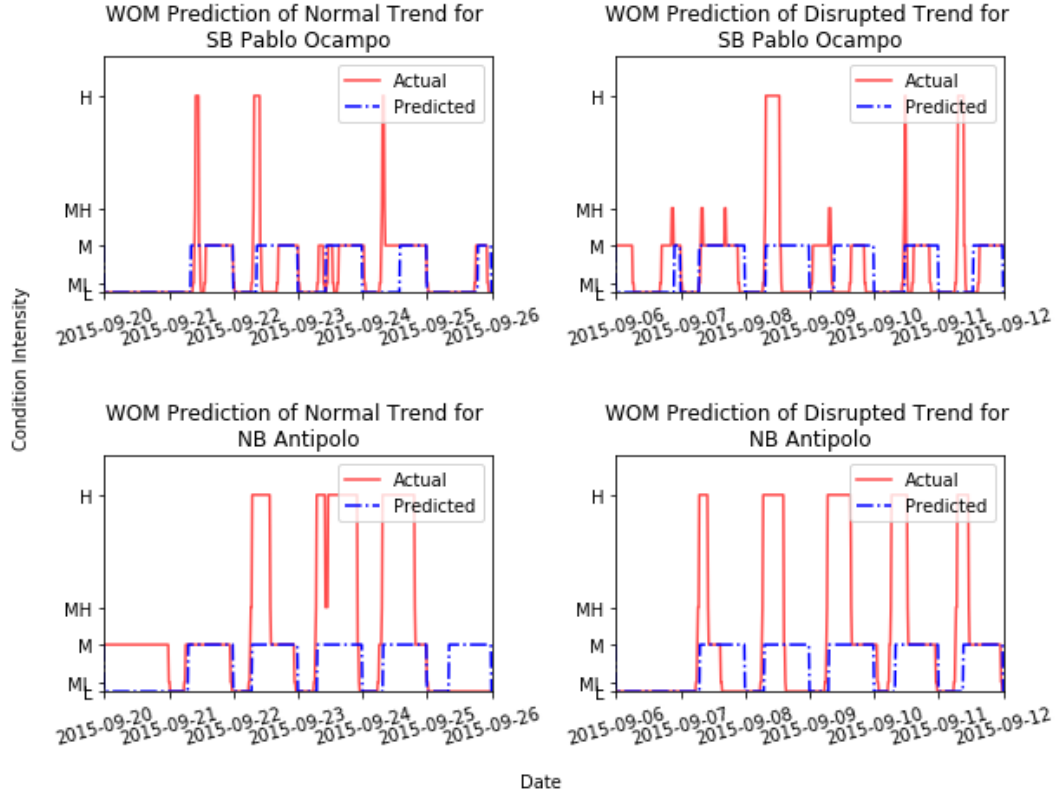 WOM Prediction of Normal Trend for
SB Pablo Ocampo
H
MH
M
ML
L
Actual
Predicted
2015-09-20
2015-09-21
2015-09-22
2015-09-23
2015-09-24
2015-09-25
2015-09-26
WOM Prediction of Disrupted Trend for
SB Pablo Ocampo
H
MH
M
ML
L
Actual
Predicted
2015-09-06
2015-09-07
2015-09-08
2015-09-09
2015-09-10
2015-09-11
2015-09-12
Condition Intensity
WOM Prediction of Normal Trend for
NB Antipolo
H
MH
M
ML
L
Actual
Predicted
2015-09-20
2015-09-21
2015-09-22
2015-09-23
2015-09-24
2015-09-25
2015-09-26
WOM Prediction of Disrupted Trend for
NB Antipolo
H
MH
M
ML
L
Actual
Predicted
2015-09-06
2015-09-07
2015-09-08
2015-09-09
2015-09-10
2015-09-11
2015-09-12
Date